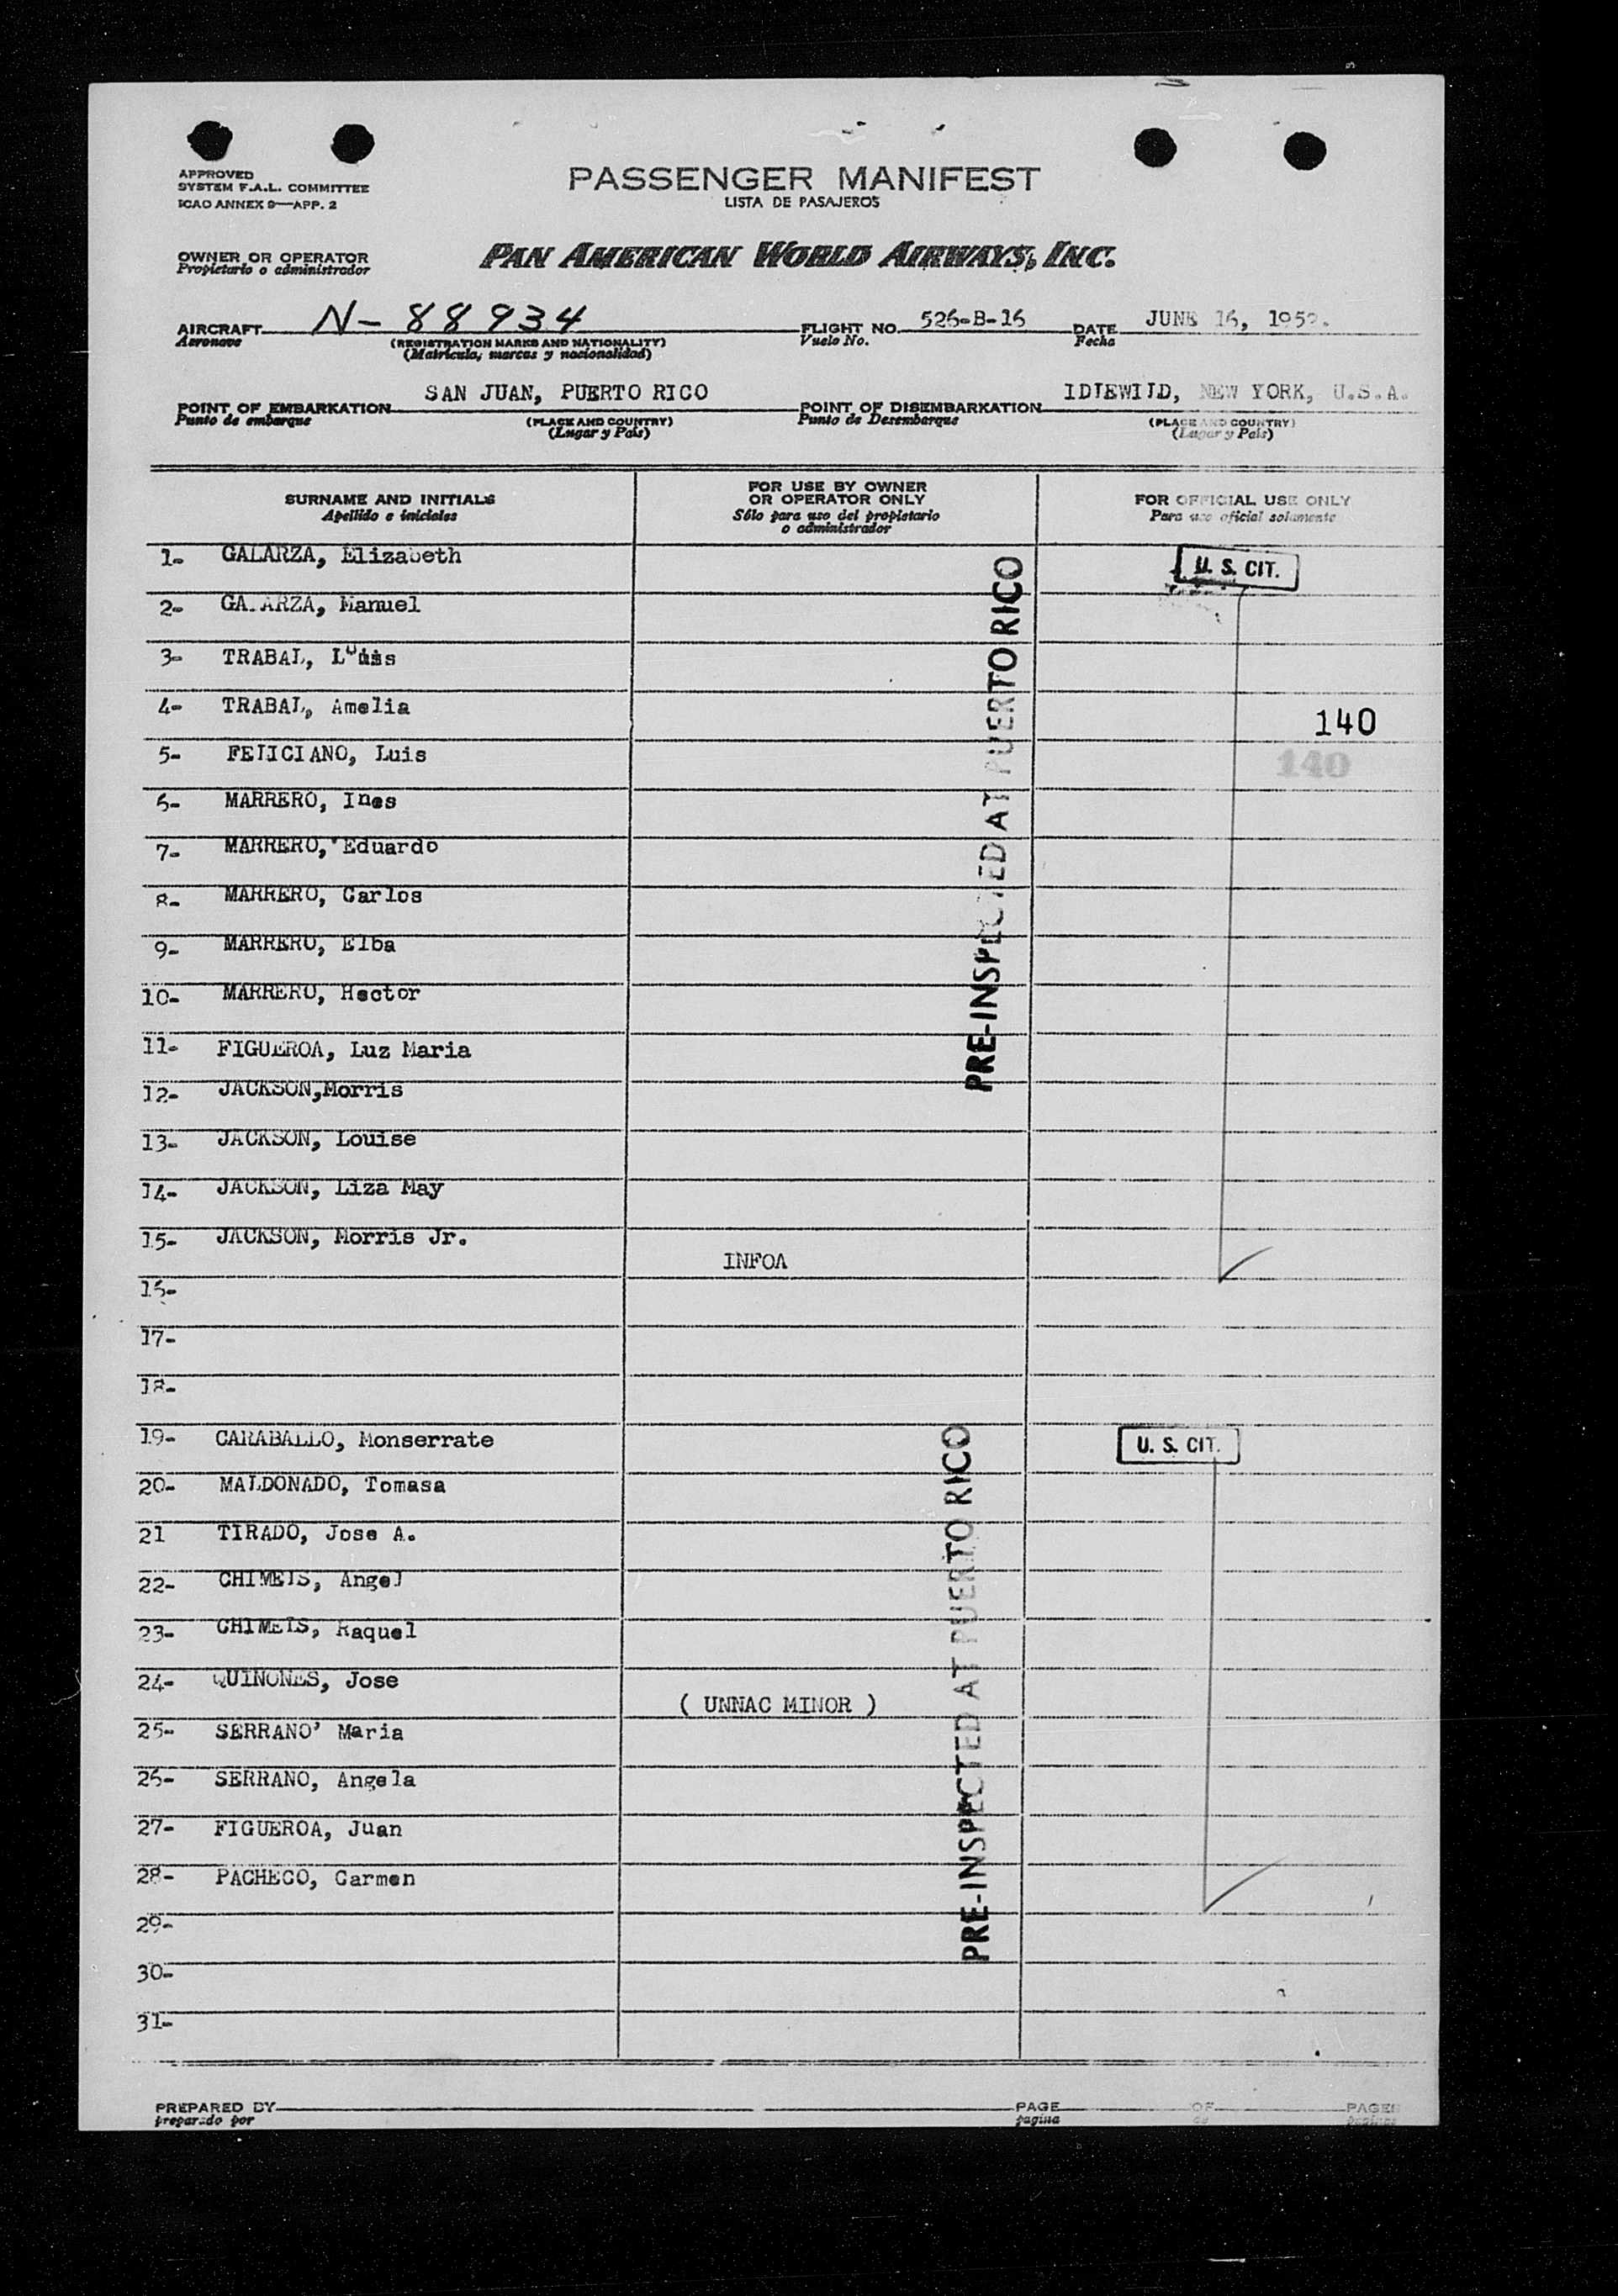 APPROVED
SYSTEM F.A.L. COMMITTEE
ICAO ANNEX 9—APP. 2
PASSENGER MANIFEST
LISTA DE PASAJEROS
OWNER OR OPERATOR
Propietario o administrador
PAN AMERICAN WORLD AIRWAYS, INC.
AIRCRAFT N-88934 FLIGHT NO. 526-B-16 DATE JUNE 16,
Aeronave (REGISTRATION MARKS AND NATIONALITY) Vuelo No. Fecha
(Matrícula, marcas y nacionalidad)
POINT OF EMBARKATION SAN JUAN, PUERTO RICO POINT OF DISEMBARKATION IDLEWILD, NEW YORK, U.S.A.
Punto de embarque (PLACE AND COUNTRY) Punto de Desembarque (PLACE AND COUNTRY)
(Lugar y País) (Lugar y País)
SURNAME AND INITIALS
Apellido e iniciales
FOR USE BY OWNER
OR OPERATOR ONLY
Sólo para uso del propietario
o administrador
FOR OFFICIAL USE ONLY
Para uso oficial solamente
1- GALARZA, Elizabeth U. S. CIT.
2- GALARZA, Manuel
3- TRABAL, Luis
4- TRABAL, Amelia 140
5- FELICIANO, Luis 140
6- MARRERO, Ines
7- MARRERO, Eduardo
8- MARRERO, Carlos
9- MARRERO, Elba
10- MARRERO, Hector
11- FIGUEROA, Luz Maria
12- JACKSON,Morris
13- JACKSON, Louise
14- JACKSON, Liza May
15- JACKSON, Morris Jr.
INFOA
16-
17-
18-
PRE-INSPECTED AT PUERTO RICO
19- CARABALLO, Monserrate U. S. CIT.
20- MALDONADO, Tomasa
21 TIRADO, Jose A.
22- CHIMELS, Angel
23- CHIMELS, Raquel
24- QUINONES, Jose
( UNNAC MINOR )
25- SERRANO' Maria
26- SERRANO, Angela
27- FIGUEROA, Juan
28- PACHECO, Carmen
29-
30-
31-
PRE-INSPECTED AT PUERTO RICO
PREPARED BY PAGE OF PAGES
preparado por pagina de paginas